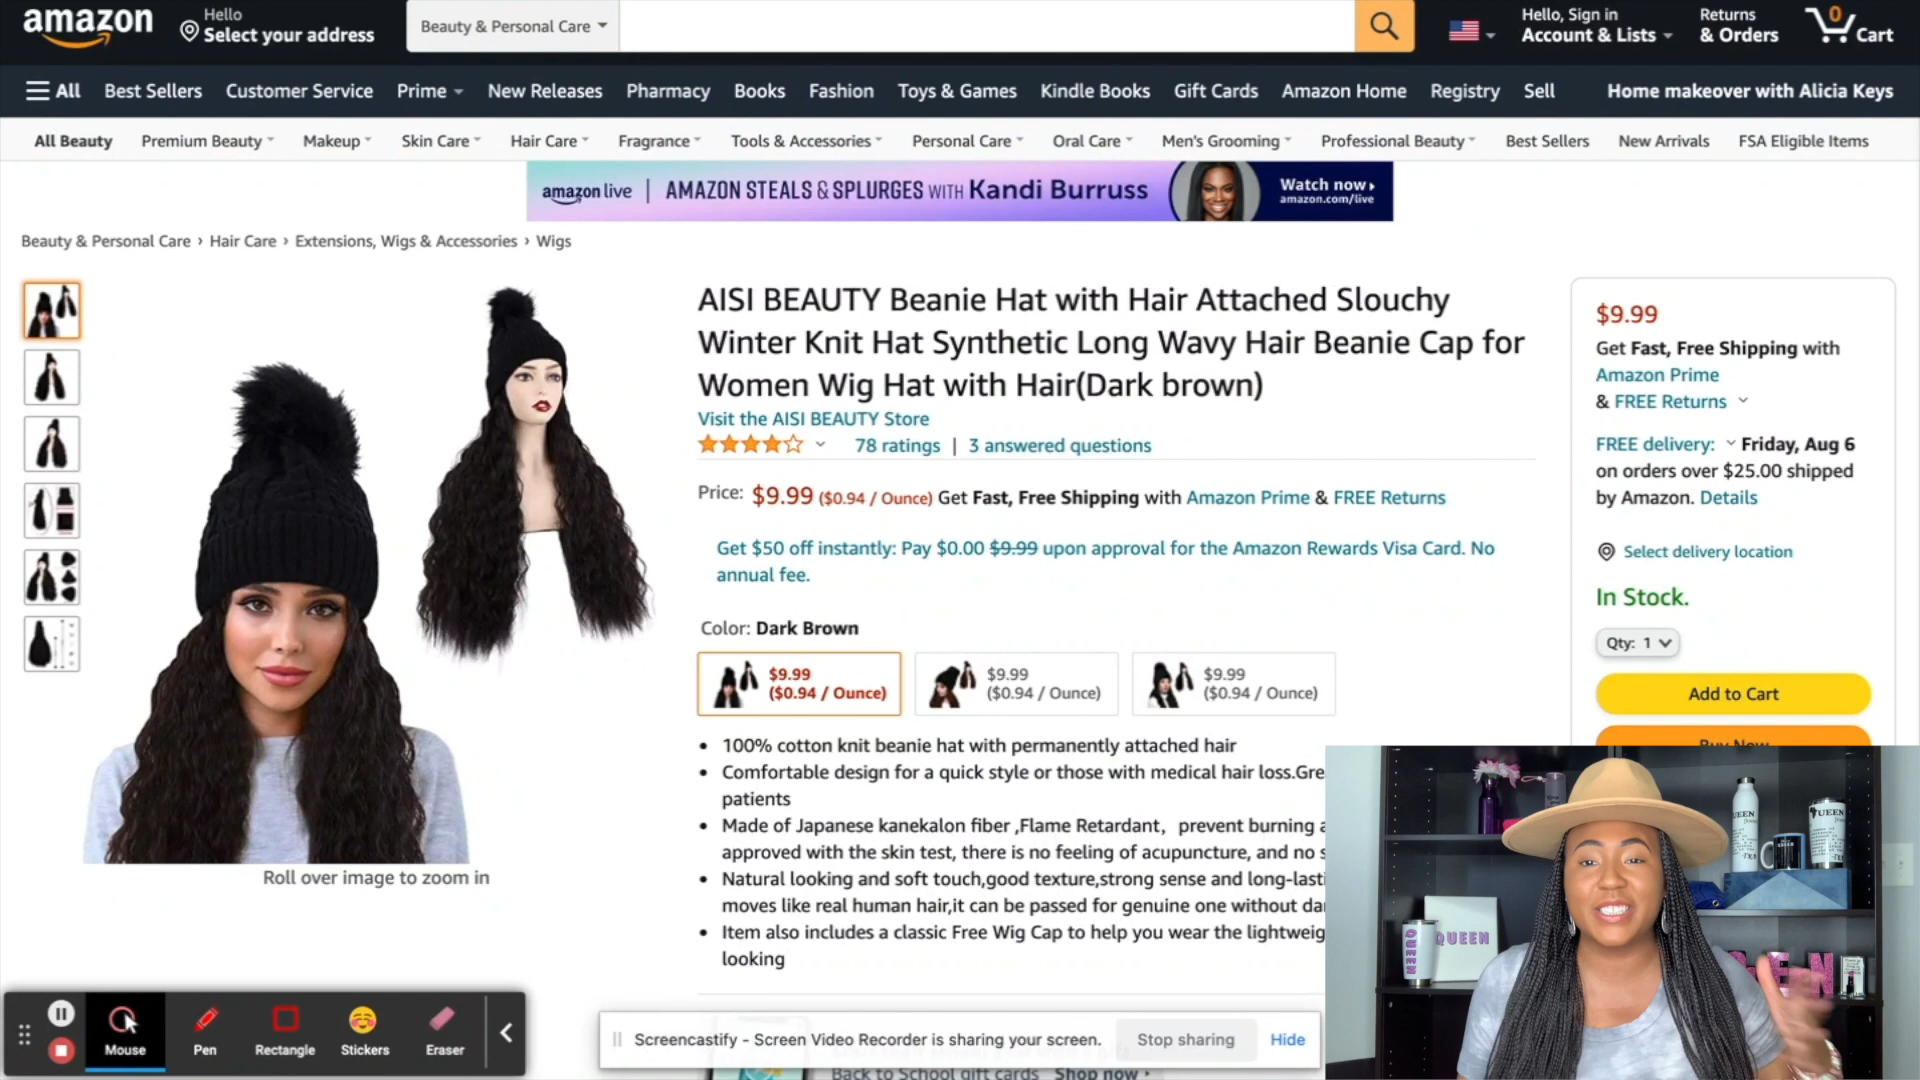 amazon
Hello
Select your address
Beauty & Personal Care
Hello, Sign in
Account & Lists
Returns
& Orders
0
Cart
All
Best Sellers
Customer Service
Prime
New Releases
Pharmacy
Books
Fashion
Toys & Games
Kindle Books
Gift Cards
Amazon Home
Registry
Sell
Home makeover with Alicia Keys
All Beauty
Premium Beauty
Makeup
Skin Care
Hair Care
Fragrance
Tools & Accessories
Personal Care
Oral Care
Men's Grooming
Professional Beauty
Best Sellers
New Arrivals
FSA Eligible Items
amazon live | AMAZON STEALS & SPLURGES WITH Kandi Burruss
Watch now
amazon.com/live
Beauty & Personal Care › Hair Care › Extensions, Wigs & Accessories › Wigs
Roll over image to zoom in
AISI BEAUTY Beanie Hat with Hair Attached Slouchy
Winter Knit Hat Synthetic Long Wavy Hair Beanie Cap for
Women Wig Hat with Hair(Dark brown)
Visit the AISI BEAUTY Store
78 ratings | 3 answered questions
Price: $9.99 ($0.94 / Ounce) Get Fast, Free Shipping with Amazon Prime & FREE Returns
Get $50 off instantly: Pay $0.00 $9.99 upon approval for the Amazon Rewards Visa Card. No
annual fee.
Color: Dark Brown
$9.99
($0.94 / Ounce)
$9.99
($0.94 / Ounce)
$9.99
($0.94 / Ounce)
• 100% cotton knit beanie hat with permanently attached hair
• Comfortable design for a quick style or those with medical hair loss.Gre
patients
• Made of Japanese kanekalon fiber ,Flame Retardant, prevent burning a
approved with the skin test, there is no feeling of acupuncture, and no s
• Natural looking and soft touch,good texture,strong sense and long-lasti
moves like real human hair,it can be passed for genuine one without da
• Item also includes a classic Free Wig Cap to help you wear the lightweig
looking
$9.99
Get Fast, Free Shipping with
Amazon Prime
& FREE Returns
FREE delivery: Friday, Aug 6
on orders over $25.00 shipped
by Amazon. Details
Select delivery location
In Stock.
Qty: 1
Add to Cart
Buy Now
QUEEN
QUEEN
QUEEN
Mouse
Pen
Rectangle
Stickers
Eraser
Screencastify - Screen Video Recorder is sharing your screen.
Stop sharing
Hide
Back to School gift cards Shop now